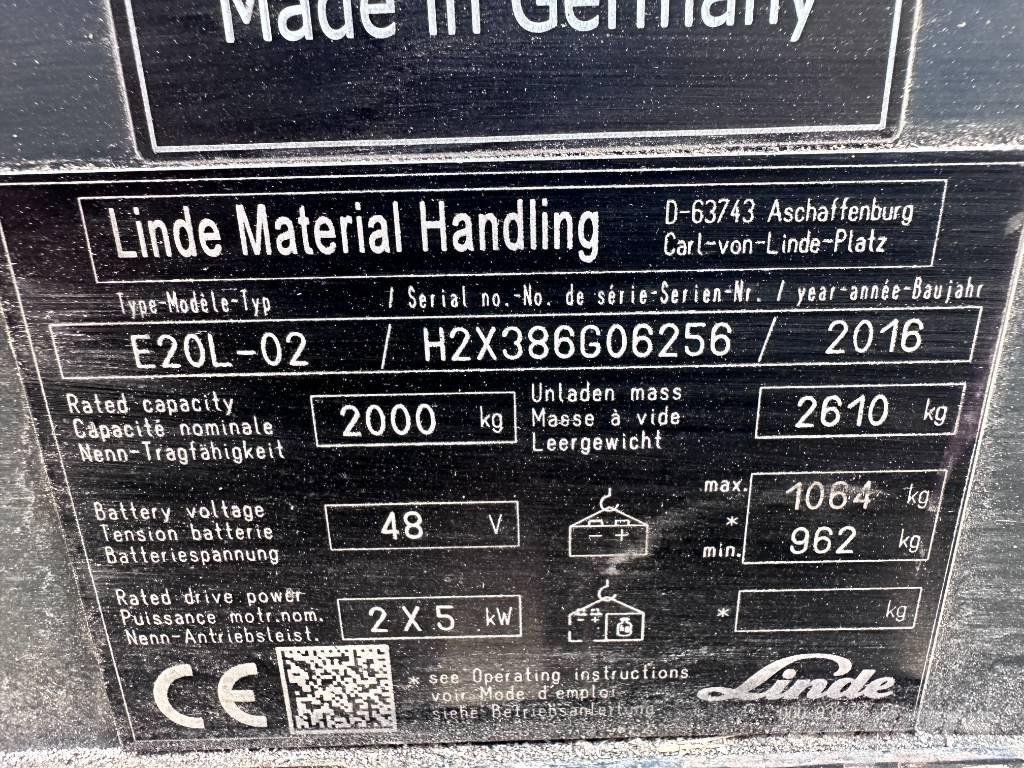 Made in Germany
Linde Material Handling
D-63743 Aschaffenburg
Carl-von-Linde-Platz
Type-Modèle-Typ / Serial no.-No. de série-Serien-Nr. / year-année-Baujahr
E20L-02 / H2X386G06256 / 2016
Rated capacity
Capacité nominale
Nenn-Tragfähigkeit
2000 kg
Unladen mass
Masse à vide
Leergewicht
2610 kg
Battery voltage
Tension batterie
Batteriespannung
48 V
- +
max. 1064 kg
*
min. 962 kg
Rated drive power
Puissance motr.nom.
Nenn-Antriebsleist.
2 X 5 kW
* kg
CE
* see Operating instructions
voir Mode d'emploi
siehe Betriebsanleitung
Linde